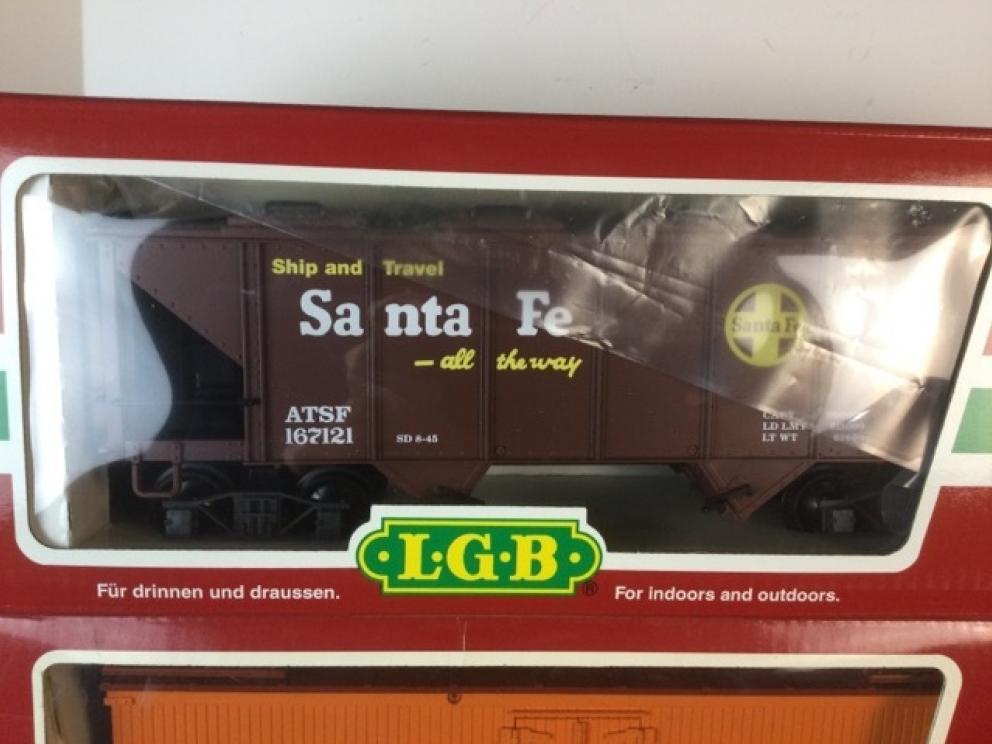 Ship and Travel
Santa Fe
— all the way
Santa Fe
ATSF
167121
SD 8-45
LD LMT
LT WT
L·G·B®
Für drinnen und draussen.
For indoors and outdoors.